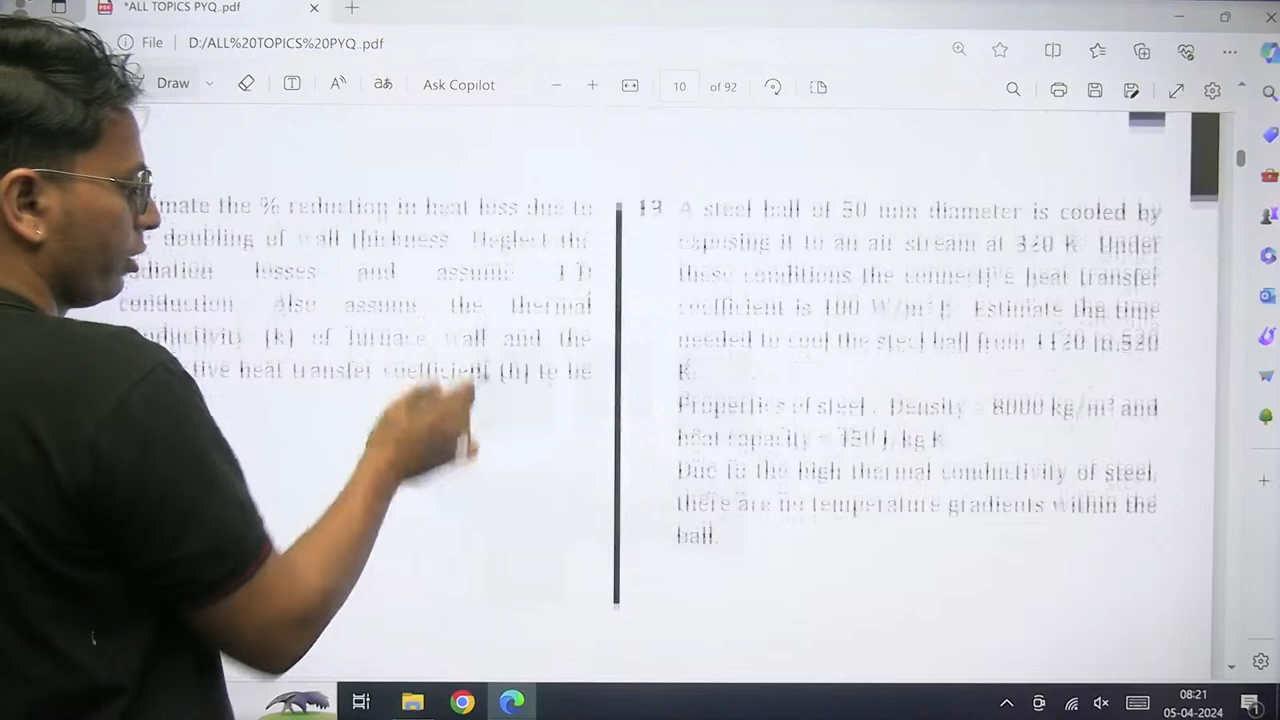 *ALL TOPICS PYQ..pdf
File D:/ALL%20TOPICS%20PYQ..pdf
Draw
aあ
Ask Copilot
10 of 92
the % reduction in heat loss due to
doubling of wall thickness. Neglect the
losses and assume
conduction. Also assume the thermal
(k) of furnace wall and the
heat transfer coefficient (h) to be
13 A steel ball of 50 mm diameter is cooled by
exposing it to an air stream at 320 K. Under
these conditions the convective heat transfer
coefficient is 100 Estimate the time
needed to cool the steel ball from 1120 to 520
K.
Properties of steel : Density = 8000 kg/m³ and
heat capacity = J/kg K
Due to the high thermal conductivity of steel,
there are no temperature gradients within the
ball.
08:21
05-04-2024
1